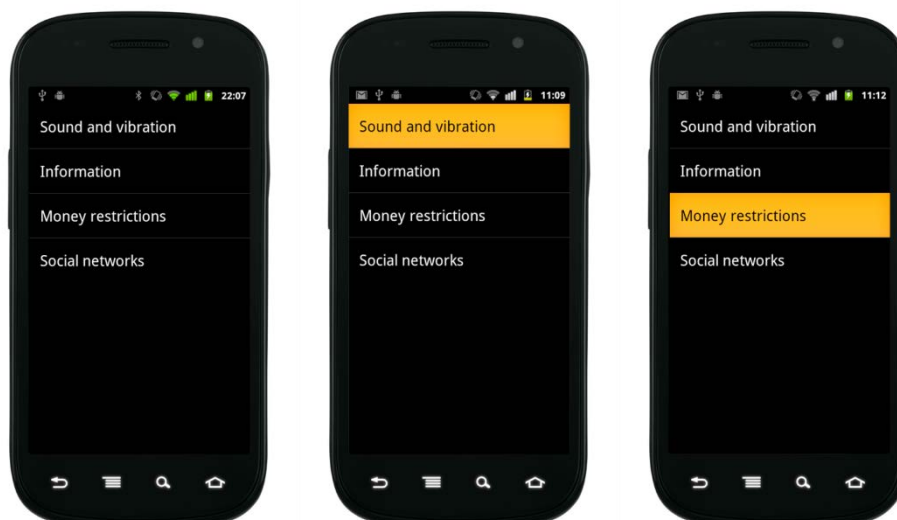 22:07
Sound and vibration
Information
Money restrictions
Social networks
11:09
Sound and vibration
Information
Money restrictions
Social networks
11:12
Sound and vibration
Information
Money restrictions
Social networks